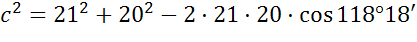 c² = 21² + 20² − 2 · 21 · 20 · cos 118°18′